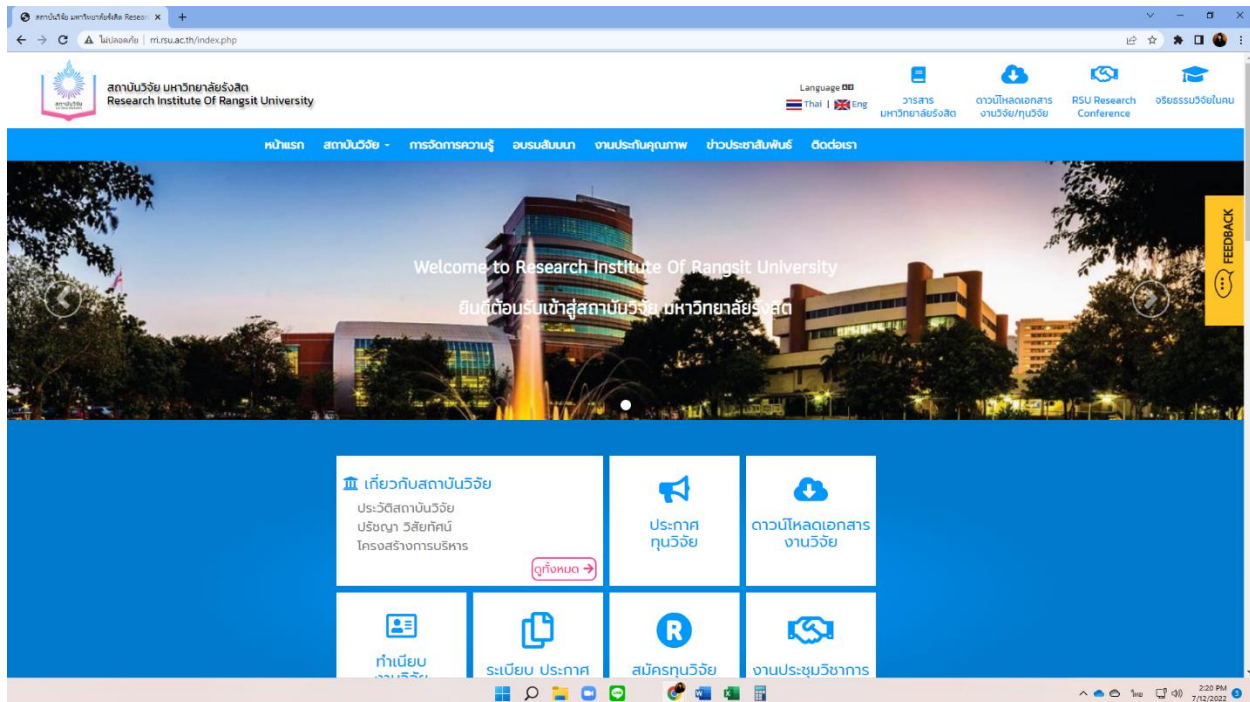 สถาบันวิจัย มหาวิทยาลัยรังสิต Resear
ไม่ปลอดภัย | rri.rsu.ac.th/index.php
สถาบันวิจัย มหาวิทยาลัยรังสิต
Research Institute Of Rangsit University
Language
Thai | Eng
วารสาร
มหาวิทยาลัยรังสิต
ดาวน์โหลดเอกสาร
งานวิจัย/ทุนวิจัย
RSU Research
Conference
จริยธรรมวิจัยในคน
หน้าแรก สถาบันวิจัย การจัดการความรู้ อบรมสัมมนา งานประกันคุณภาพ ข่าวประชาสัมพันธ์ ติดต่อเรา
Welcome to Research Institute Of Rangsit University
ยินดีต้อนรับเข้าสู่สถาบันวิจัย มหาวิทยาลัยรังสิต
FEEDBACK
เกี่ยวกับสถาบันวิจัย
ประวัติสถาบันวิจัย
ปรัชญา วิสัยทัศน์
โครงสร้างการบริหาร
ดูทั้งหมด
ประกาศ
ทุนวิจัย
ดาวน์โหลดเอกสาร
งานวิจัย
ทำเนียบ
งานวิจัย
ระเบียบ ประกาศ
R
สมัครทุนวิจัย
งานประชุมวิชาการ
ไทย
2:20 PM
7/12/2022
3